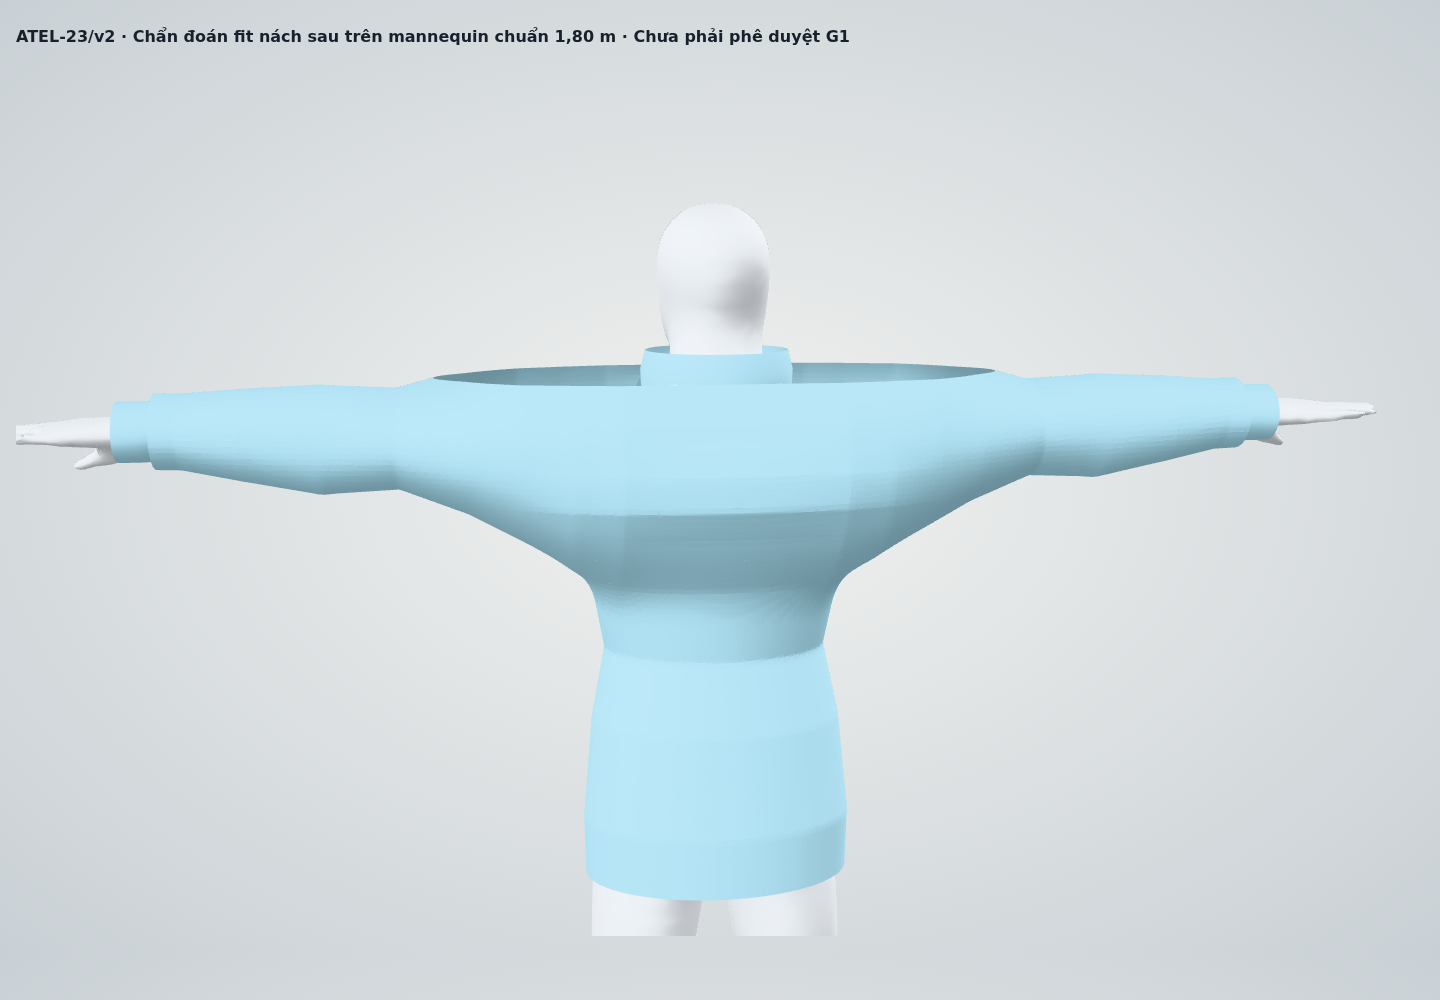 ATEL-23/v2 · Chẩn đoán fit nách sau trên mannequin chuẩn 1,80 m · Chưa phải phê duyệt G1